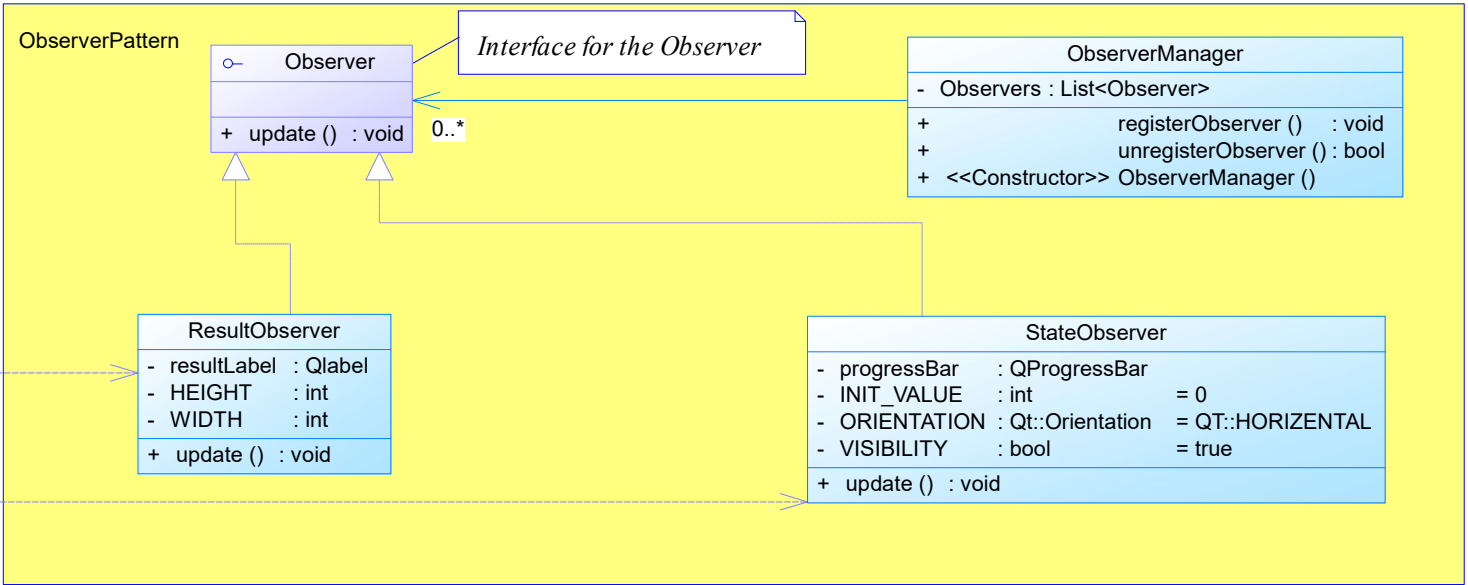 ObserverPattern
Observer
+ update () : void
Interface for the Observer
0..*
ObserverManager
- Observers : List<Observer>
+ registerObserver () : void
+ unregisterObserver () : bool
+ <<Constructor>> ObserverManager ()
ResultObserver
- resultLabel : Qlabel
- HEIGHT : int
- WIDTH : int
+ update () : void
StateObserver
- progressBar : QProgressBar
- INIT_VALUE : int = 0
- ORIENTATION : Qt::Orientation = QT::HORIZENTAL
- VISIBILITY : bool = true
+ update () : void